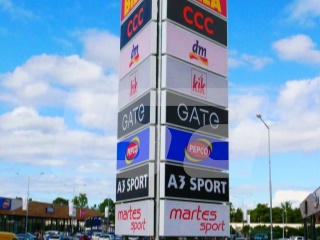 CCC
CCC
dm
dm
kik
kik
GATE
GATE
PEPCO
PEPCO
A3 SPORT
A3 SPORT
martes
sport
martes
sport